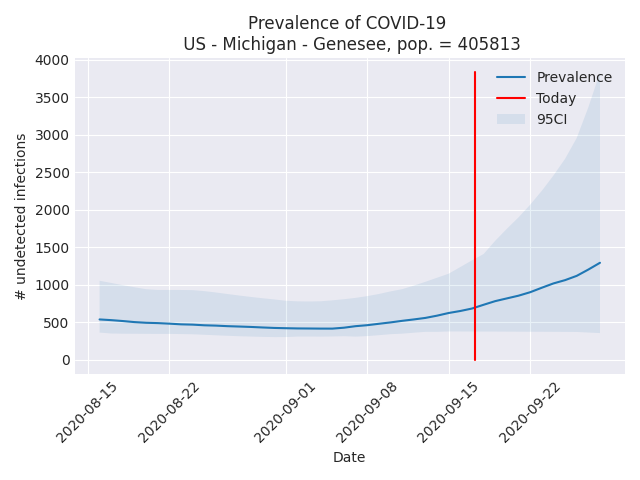 Prevalence of COVID-19
US - Michigan - Genesee, pop. = 405813
4000
3500
3000
2500
2000
1500
1000
500
0
# undetected infections
Prevalence
Today
95CI
2020-08-15
2020-08-22
2020-09-01
2020-09-08
2020-09-15
2020-09-22
Date